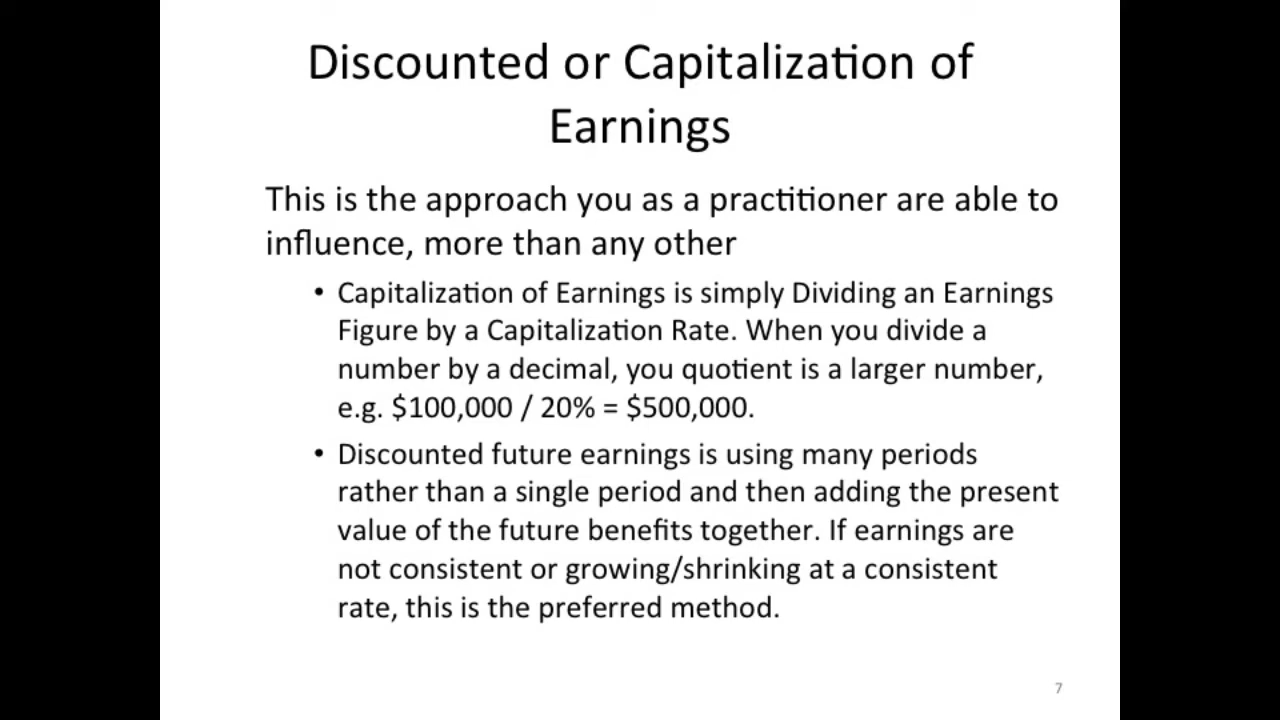 Discounted or Capitalization of
Earnings
This is the approach you as a practitioner are able to
influence, more than any other
• Capitalization of Earnings is simply Dividing an Earnings
Figure by a Capitalization Rate. When you divide a
number by a decimal, you quotient is a larger number,
e.g. $100,000 / 20% = $500,000.
• Discounted future earnings is using many periods
rather than a single period and then adding the present
value of the future benefits together. If earnings are
not consistent or growing/shrinking at a consistent
rate, this is the preferred method.
7